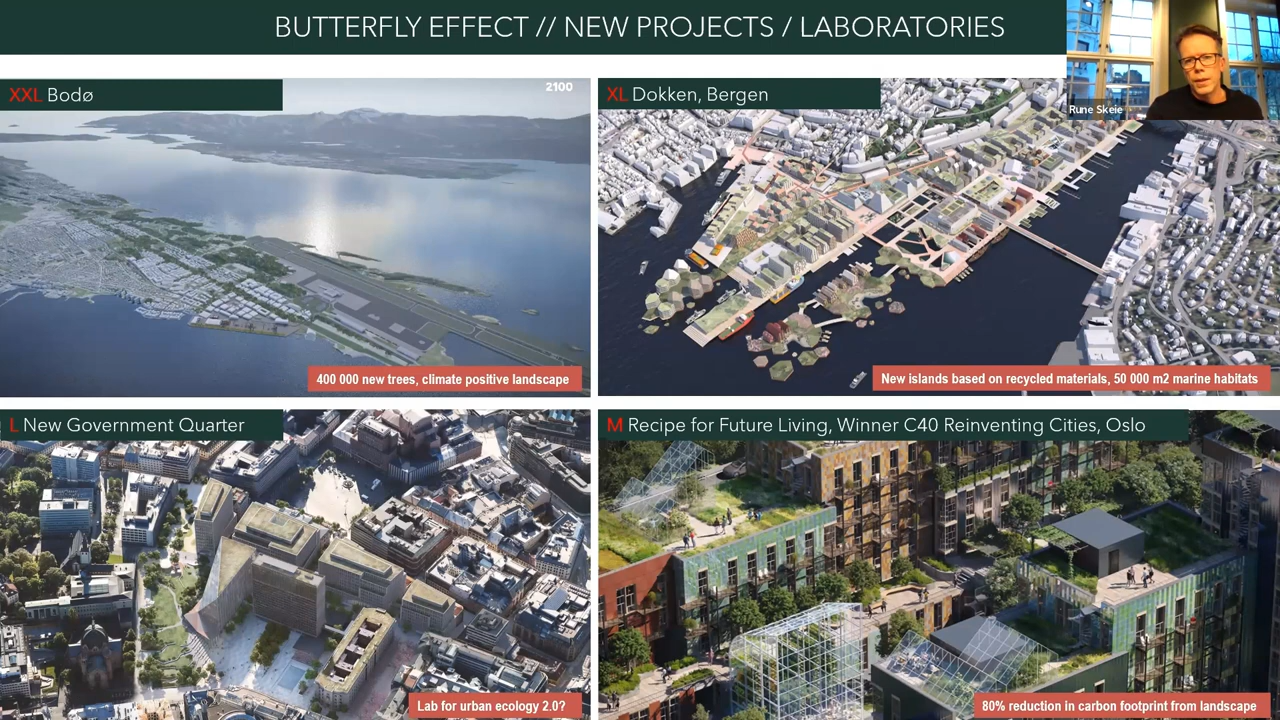 BUTTERFLY EFFECT // NEW PROJECTS / LABORATORIES
Rune Skeie
XXL Bodø
2100
400 000 new trees, climate positive landscape
XL Dokken, Bergen
New islands based on recycled materials, 50 000 m2 marine habitats
L New Government Quarter
Lab for urban ecology 2.0?
M Recipe for Future Living, Winner C40 Reinventing Cities, Oslo
80% reduction in carbon footprint from landscape